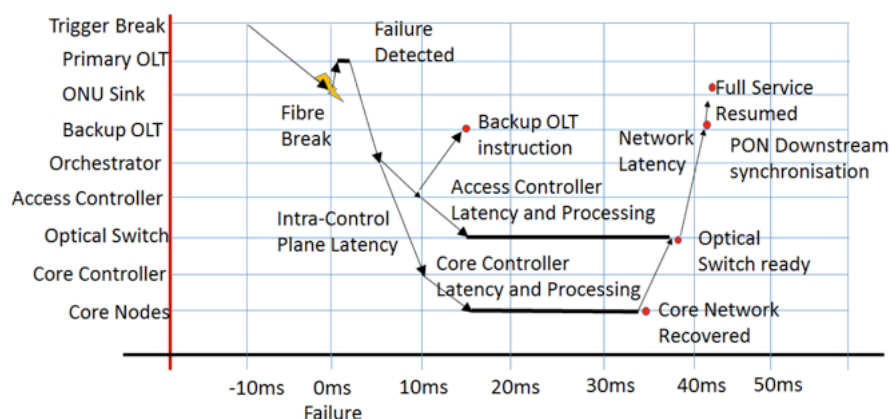 Trigger Break
Primary OLT
ONU Sink
Backup OLT
Orchestrator
Access Controller
Optical Switch
Core Controller
Core Nodes
Failure
Detected
Fibre
Break
Backup OLT
instruction
Network
Latency
Full Service
Resumed
PON Downstream
synchronisation
Access Controller
Latency and Processing
Intra-Control
Plane Latency
Core Controller
Latency and Processing
Optical
Switch ready
Core Network
Recovered
-10ms
0ms
Failure
10ms
20ms
30ms
40ms
50ms